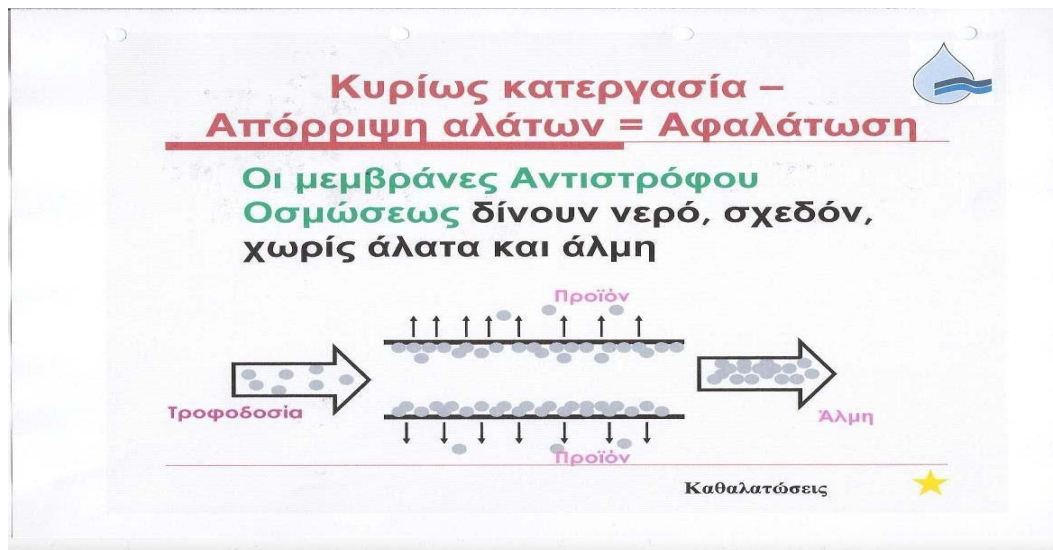 Κυρίως κατεργασία –
Απόρριψη αλάτων = Αφαλάτωση
Οι μεμβράνες Αντιστρόφου
Οσμώσεως δίνουν νερό, σχεδόν,
χωρίς άλατα και άλμη
Προϊόν
Τροφοδοσία
Άλμη
Προϊόν
Καθαλατώσεις